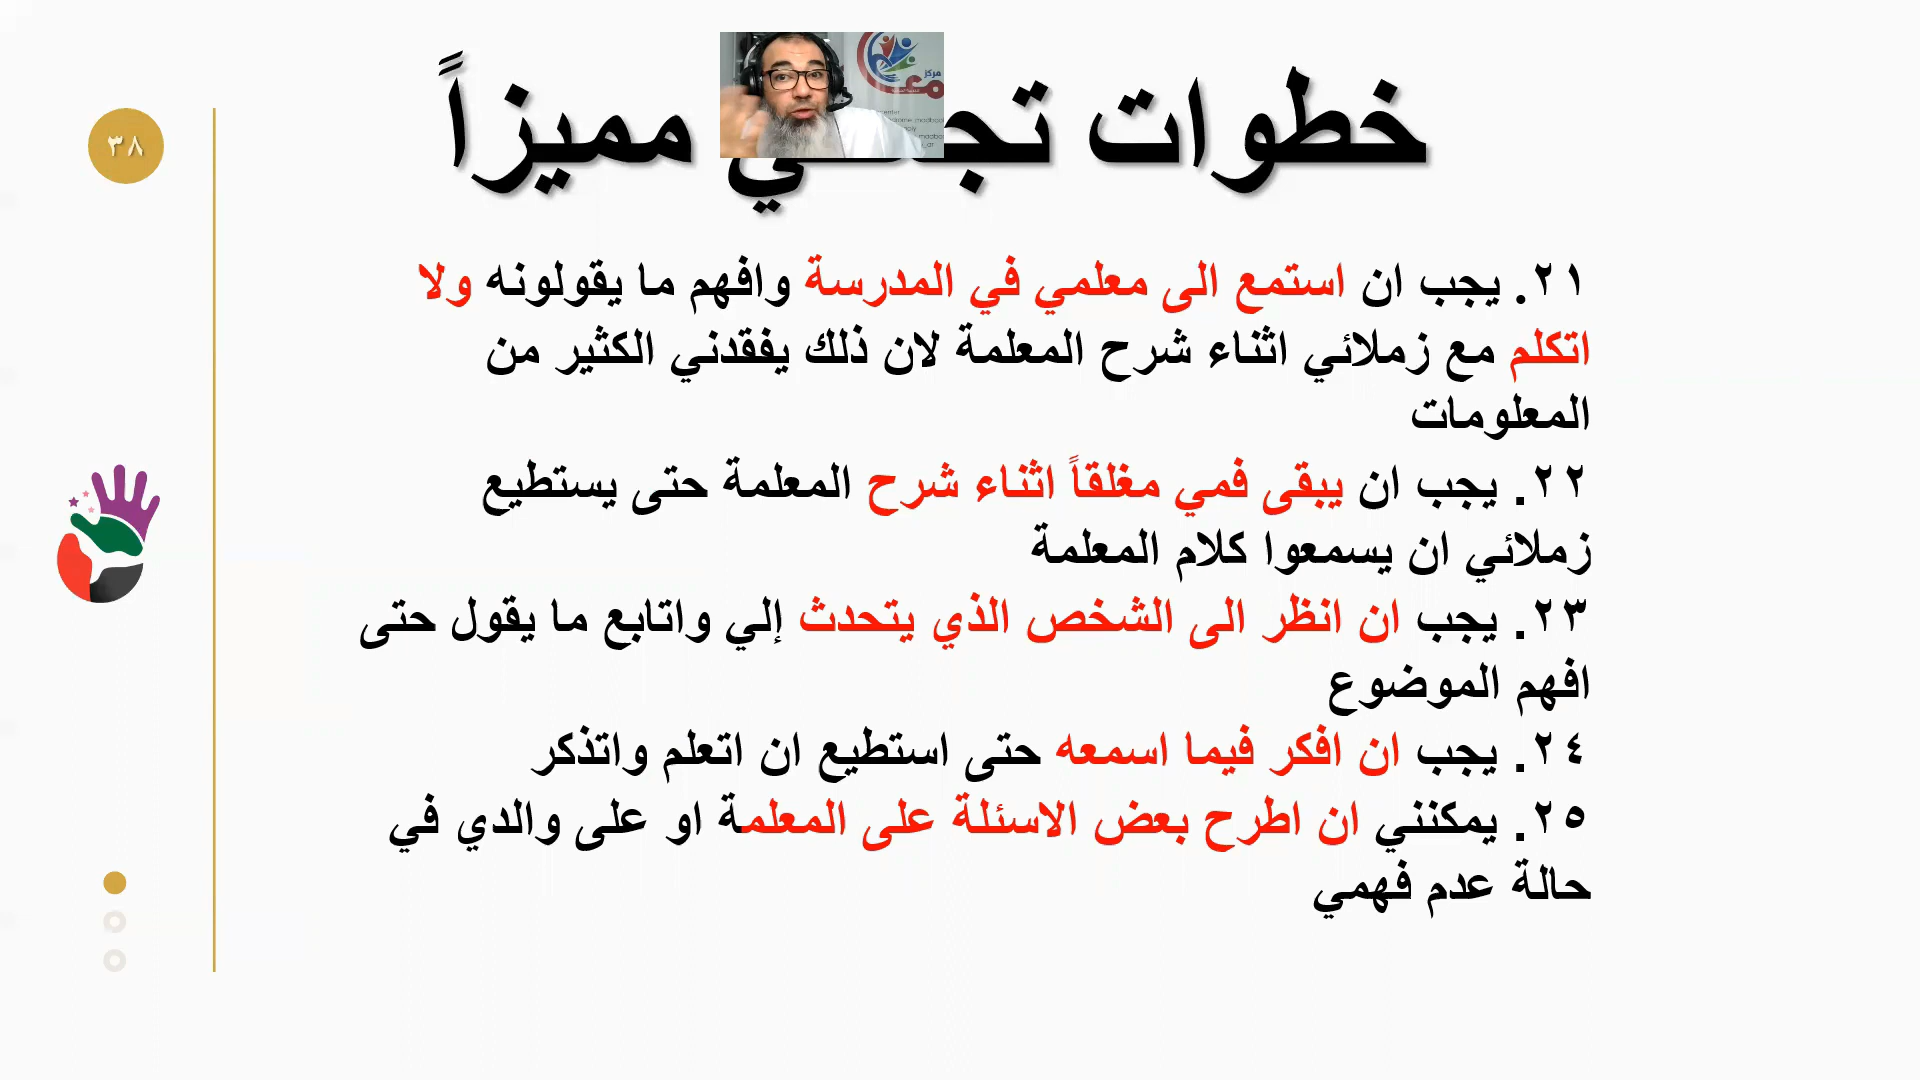 خطوات مميزاً
٣٨
٢١. يجب ان استمع الى معلمي في المدرسة وافهم ما يقولونه ولا
اتكلم مع زملائي اثناء شرح المعلمة لان ذلك يفقدني الكثير من
المعلومات
٢٢. يجب ان يبقى فمي مغلقاً اثناء شرح المعلمة حتى يستطيع
زملائي ان يسمعوا كلام المعلمة
٢٣. يجب ان انظر الى الشخص الذي يتحدث إلي واتابع ما يقول حتى
افهم الموضوع
٢٤. يجب ان افكر فيما اسمعه حتى استطيع ان اتعلم واتذكر
٢٥. يمكنني ان اطرح بعض الاسئلة على المعلمة او على والدي في
حالة عدم فهمي
مركز